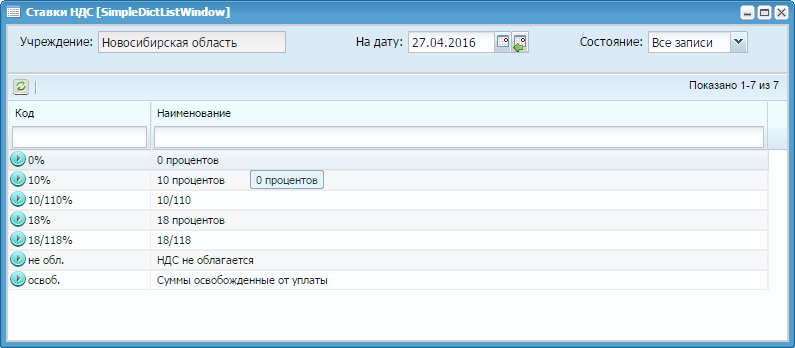 Ставки НДС [SimpleDictListWindow]
Учреждение: Новосибирская область На дату: 27.04.2016 Состояние: Все записи
Показано 1-7 из 7
Код Наименование
0% 0 процентов
10% 10 процентов 0 процентов
10/110% 10/110
18% 18 процентов
18/118% 18/118
не обл. НДС не облагается
освоб. Суммы освобожденные от уплаты